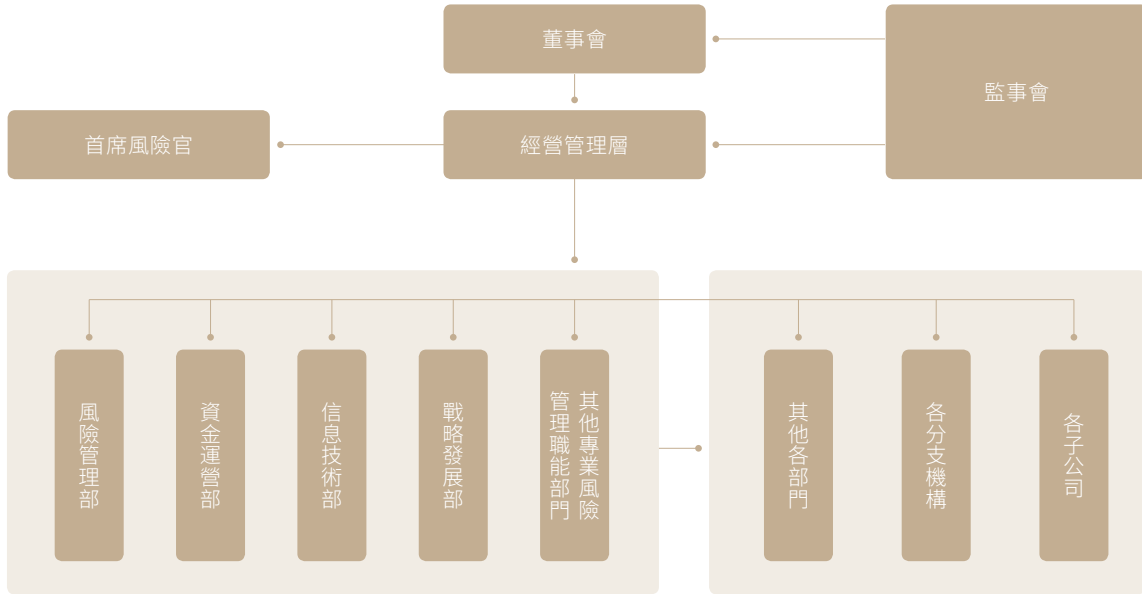 董事會
監事會
首席風險官
經營管理層
風險管理部
資金運營部
信息技術部
戰略發展部
其他專業風險
管理職能部門
其他各部門
各分支機構
各子公司